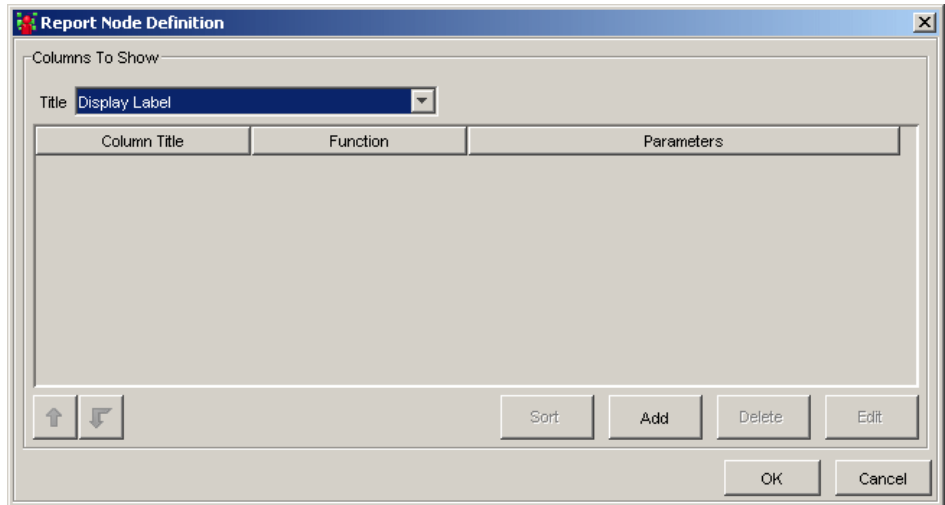 Report Node Definition
Columns To Show
Title Display Label
Column Title Function Parameters
Sort Add Delete Edit
OK Cancel